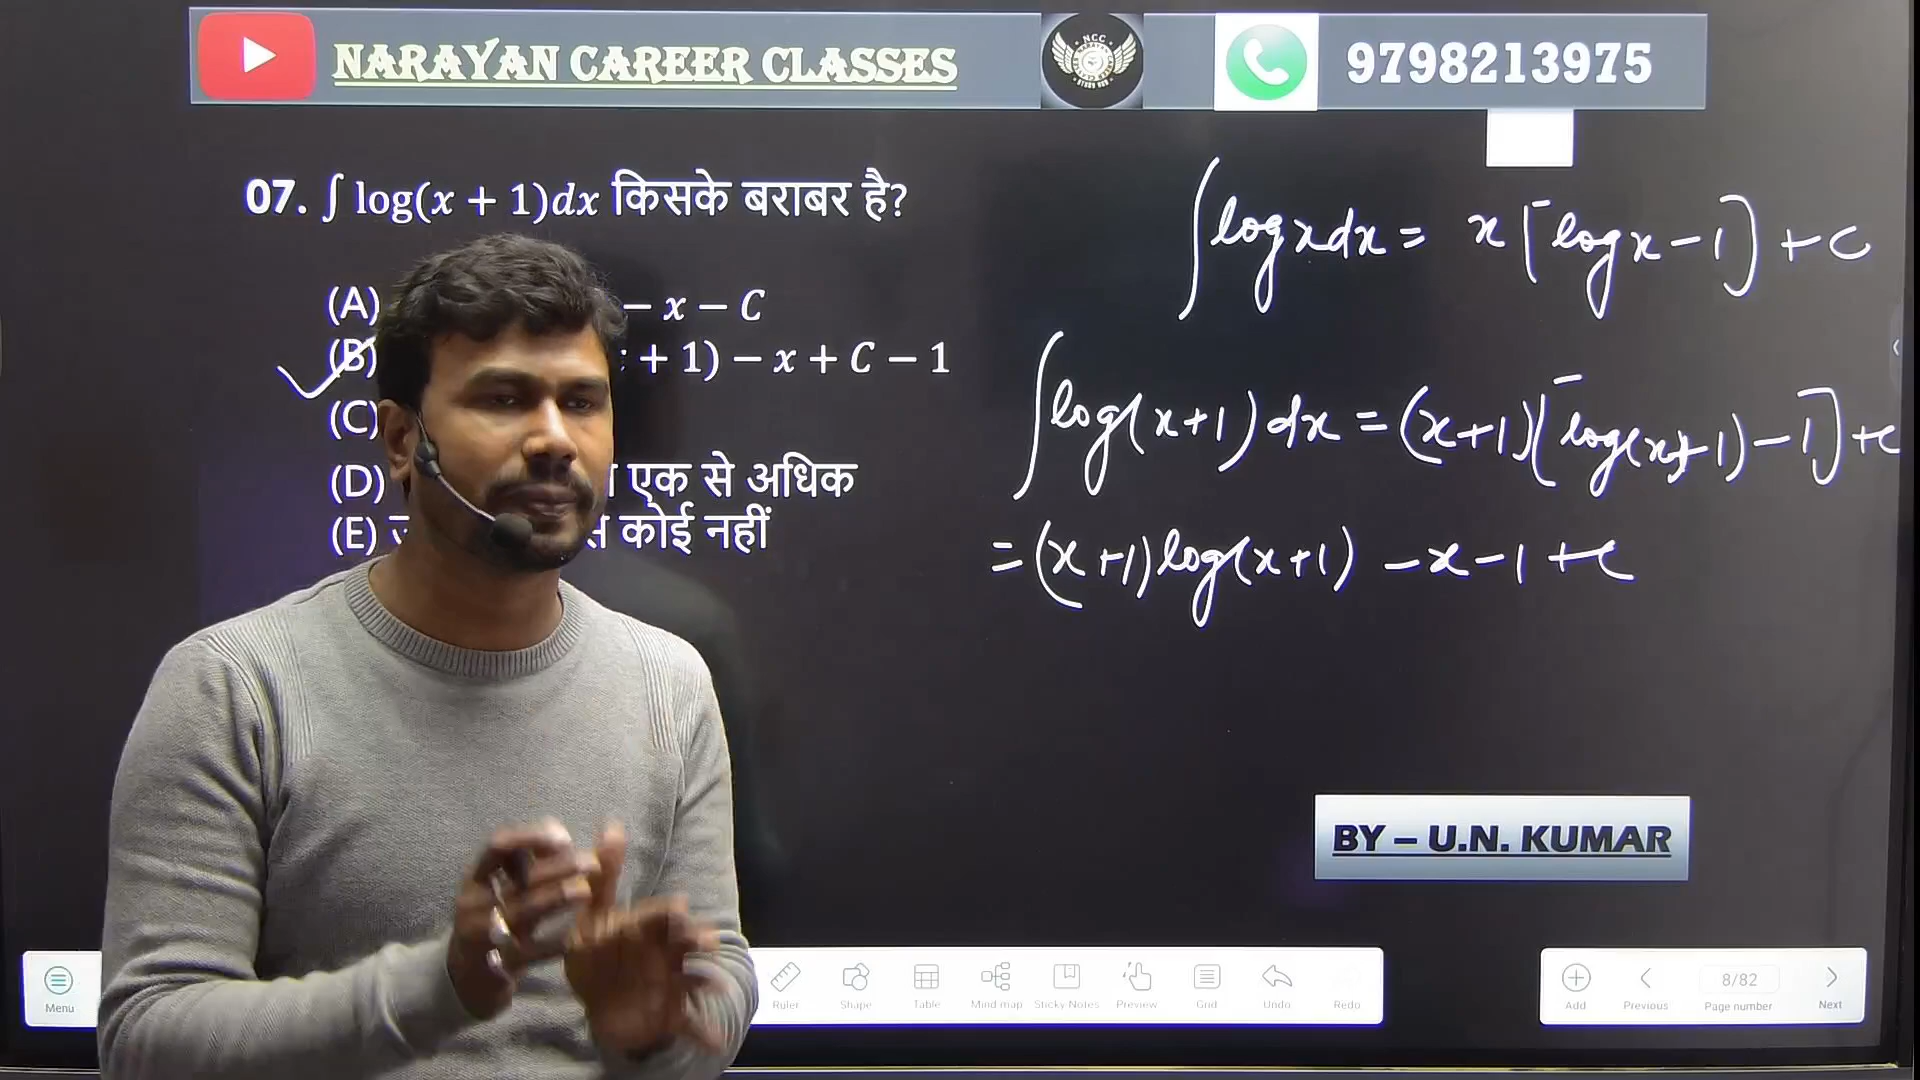 NARAYAN CAREER CLASSES
NCC
9798213975
07. ∫ log(x + 1)dx किसके बराबर है?
(A) − x − C
(B) + 1) − x + C − 1
(C)
(D) एक से अधिक
(E) कोई नहीं
∫ log x dx = x [log x − 1] + c
∫ log(x+1) dx = (x+1) [log(x+1) − 1] + c
= (x+1) log(x+1) − x − 1 + c
BY – U.N. KUMAR
Menu
Ruler
Shape
Table
Mind map
Sticky Notes
Preview
Grid
Undo
Redo
Add
Previous
8/82
Page number
Next